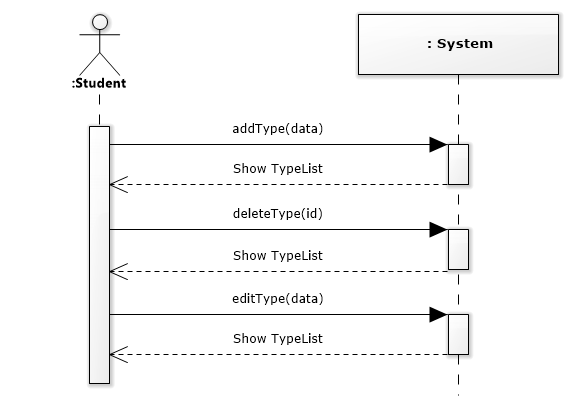 : System
:Student
addType(data)
Show TypeList
deleteType(id)
Show TypeList
editType(data)
Show TypeList